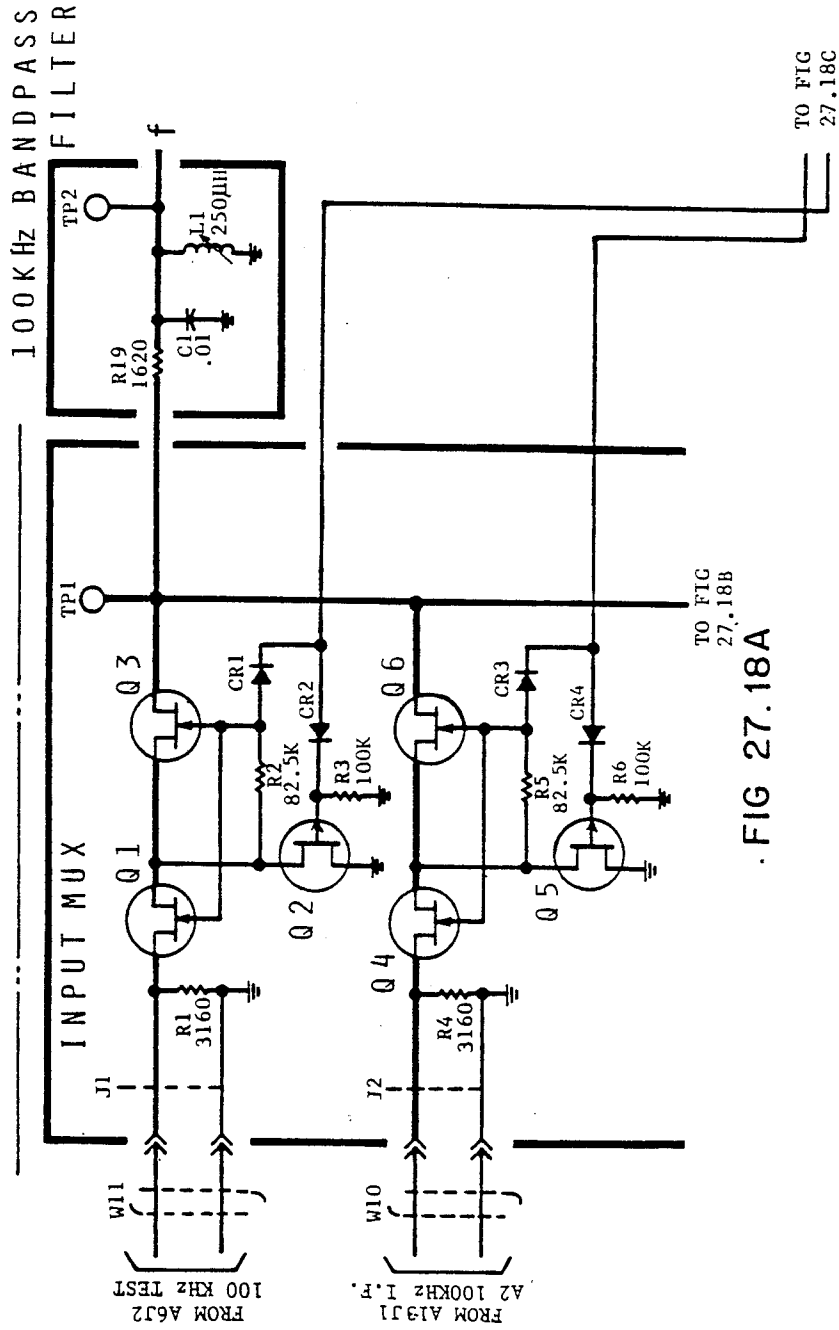 100KHz BANDPASS
FILTER
TP2
f
L1
250µH
C1
.01
R19
1620
INPUT MUX
TP1
Q1
Q3
CR1
R2
82.5K
CR2
R3
100K
Q2
R1
3160
J1
W11
FROM A6J2
100 KHz TEST
Q4
Q6
CR3
R5
82.5K
CR4
R6
100K
Q5
R4
3160
J2
W10
FROM A19J1
A2 100KHz I.F.
TO FIG
27.18B
TO FIG
27.18C
.FIG 27.18A